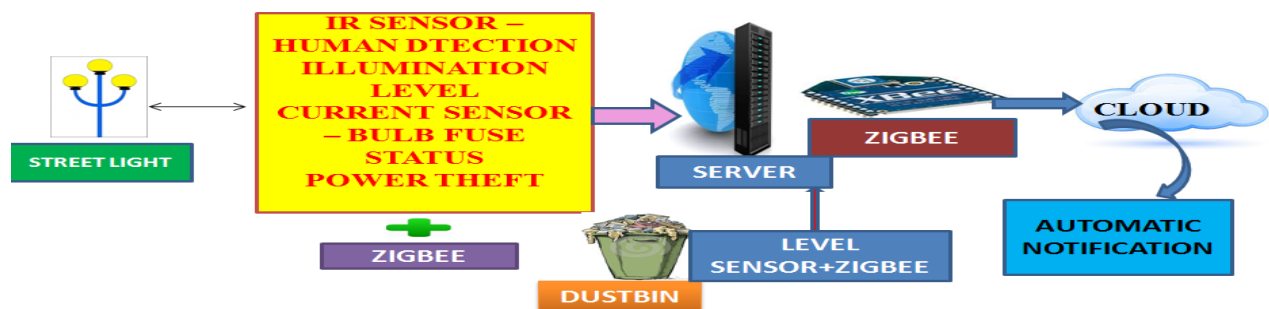 IR SENSOR –
HUMAN DTECTION
ILLUMINATION
LEVEL
CURRENT SENSOR
– BULB FUSE
STATUS
POWER THEFT
STREET LIGHT
ZIGBEE
SERVER
XBee
ZIGBEE
CLOUD
DUSTBIN
LEVEL
SENSOR+ZIGBEE
AUTOMATIC
NOTIFICATION